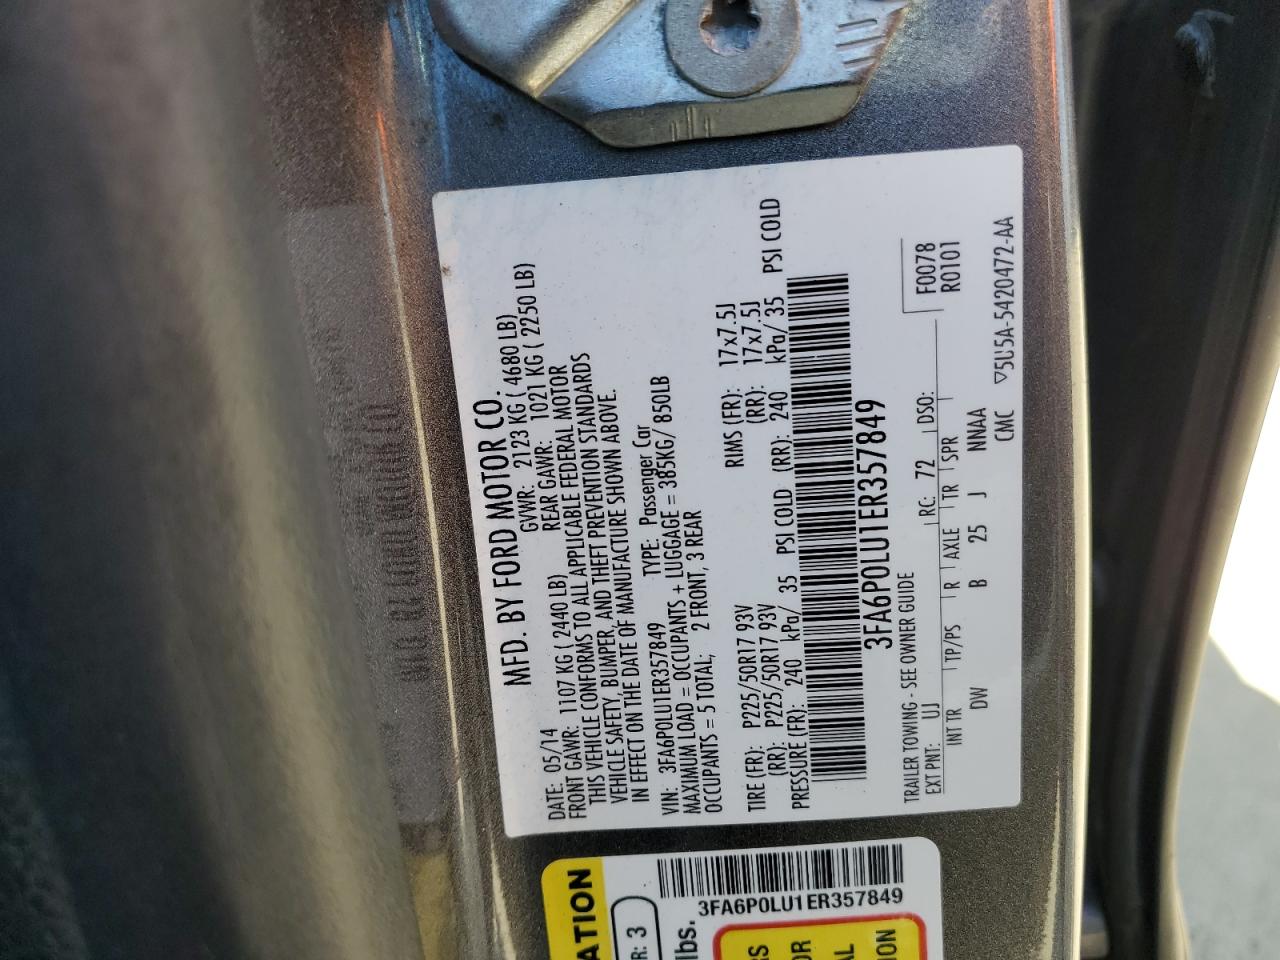 MFD. BY FORD MOTOR CO.
DATE: 05/14 GVWR: 2123 KG ( 4680 LB)
FRONT GAWR: 1107 KG ( 2440 LB) REAR GAWR: 1021 KG ( 2250 LB)
THIS VEHICLE CONFORMS TO ALL APPLICABLE FEDERAL MOTOR
VEHICLE SAFETY, BUMPER, AND THEFT PREVENTION STANDARDS
IN EFFECT ON THE DATE OF MANUFACTURE SHOWN ABOVE.
VIN: 3FA6P0LU1ER357849 TYPE: Passenger Car
MAXIMUM LOAD = OCCUPANTS + LUGGAGE = 385KG/ 850LB
OCCUPANTS = 5 TOTAL, 2 FRONT, 3 REAR
TIRE (FR): P225/50R17 93V RIMS (FR): 17x7.5J
(RR): P225/50R17 93V (RR): 17x7.5J
PRESSURE (FR): 240 kPa/ 35 PSI COLD (RR): 240 kPa/ 35 PSI COLD
3FA6P0LU1ER357849
TRAILER TOWING - SEE OWNER GUIDE
F0078
R0101
EXT PNT: UJ RC: 72 DSO:
INT TR TP/PS R AXLE TR SPR
DW B 25 J NNAA
CMC ▽5U5A-5420472-AA
ATION
R: 3
lbs.
3FA6P0LU1ER357849
RS
OR
AL
ION